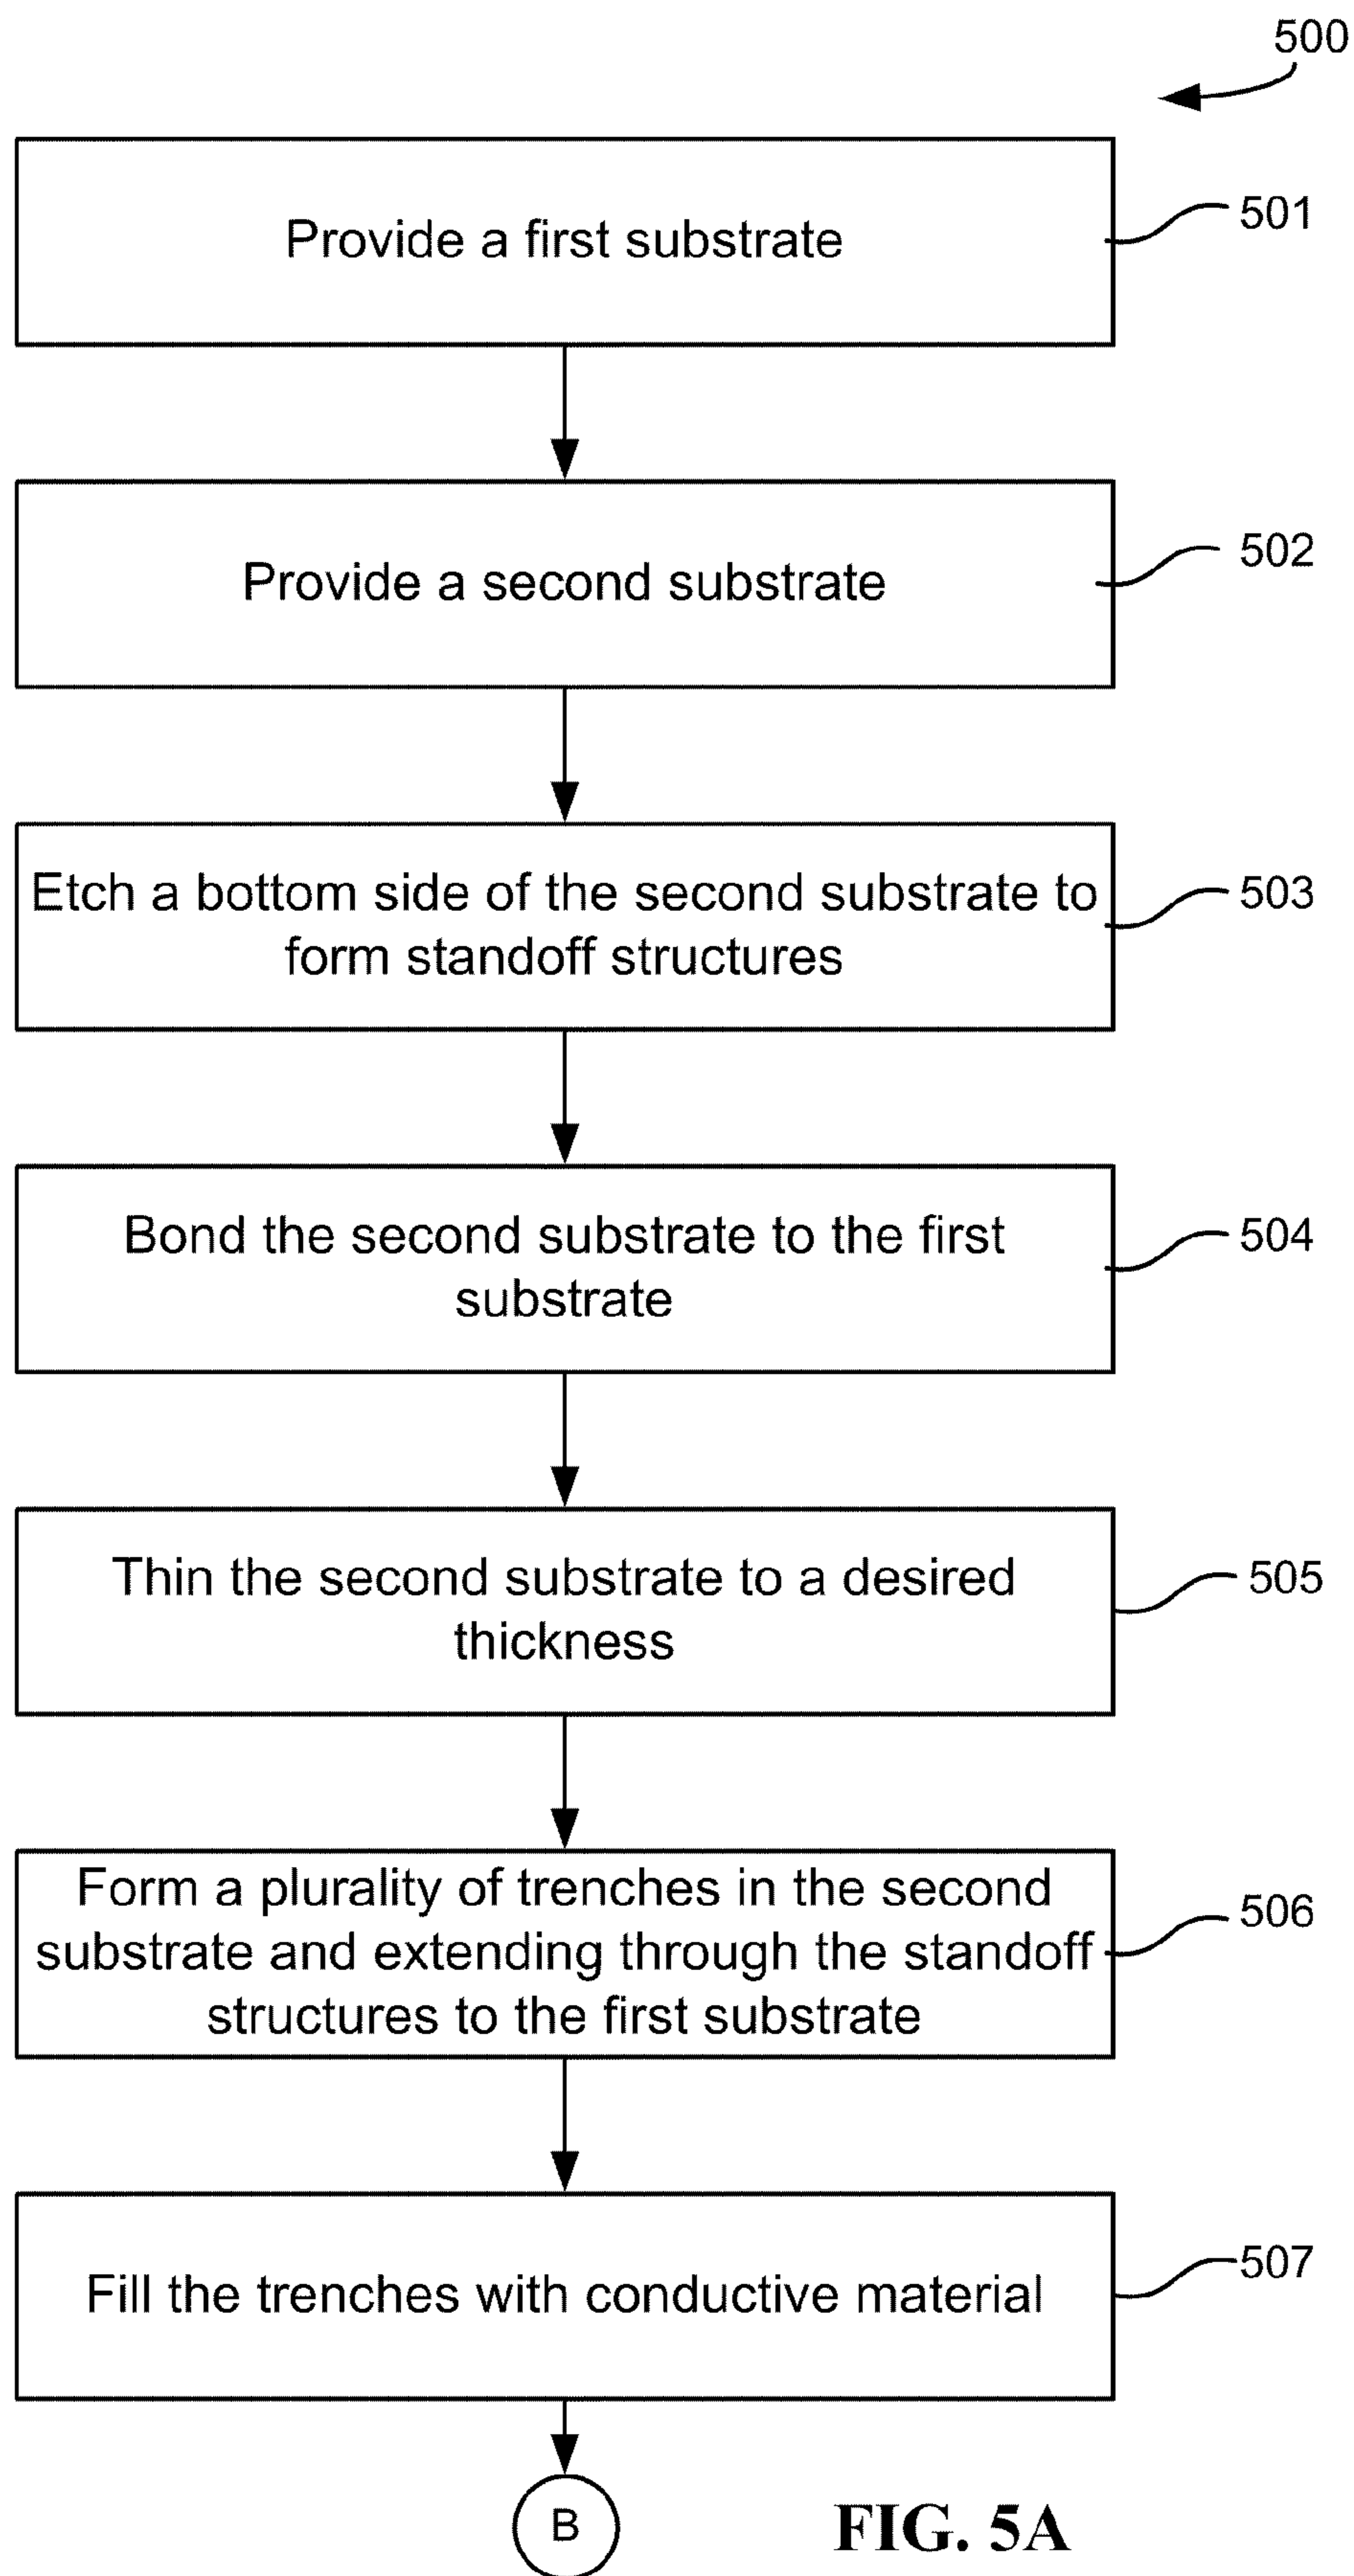 500
Provide a first substrate
501
Provide a second substrate
502
Etch a bottom side of the second substrate to
form standoff structures
503
Bond the second substrate to the first
substrate
504
Thin the second substrate to a desired
thickness
505
Form a plurality of trenches in the second
substrate and extending through the standoff
structures to the first substrate
506
Fill the trenches with conductive material
507
B
FIG. 5A